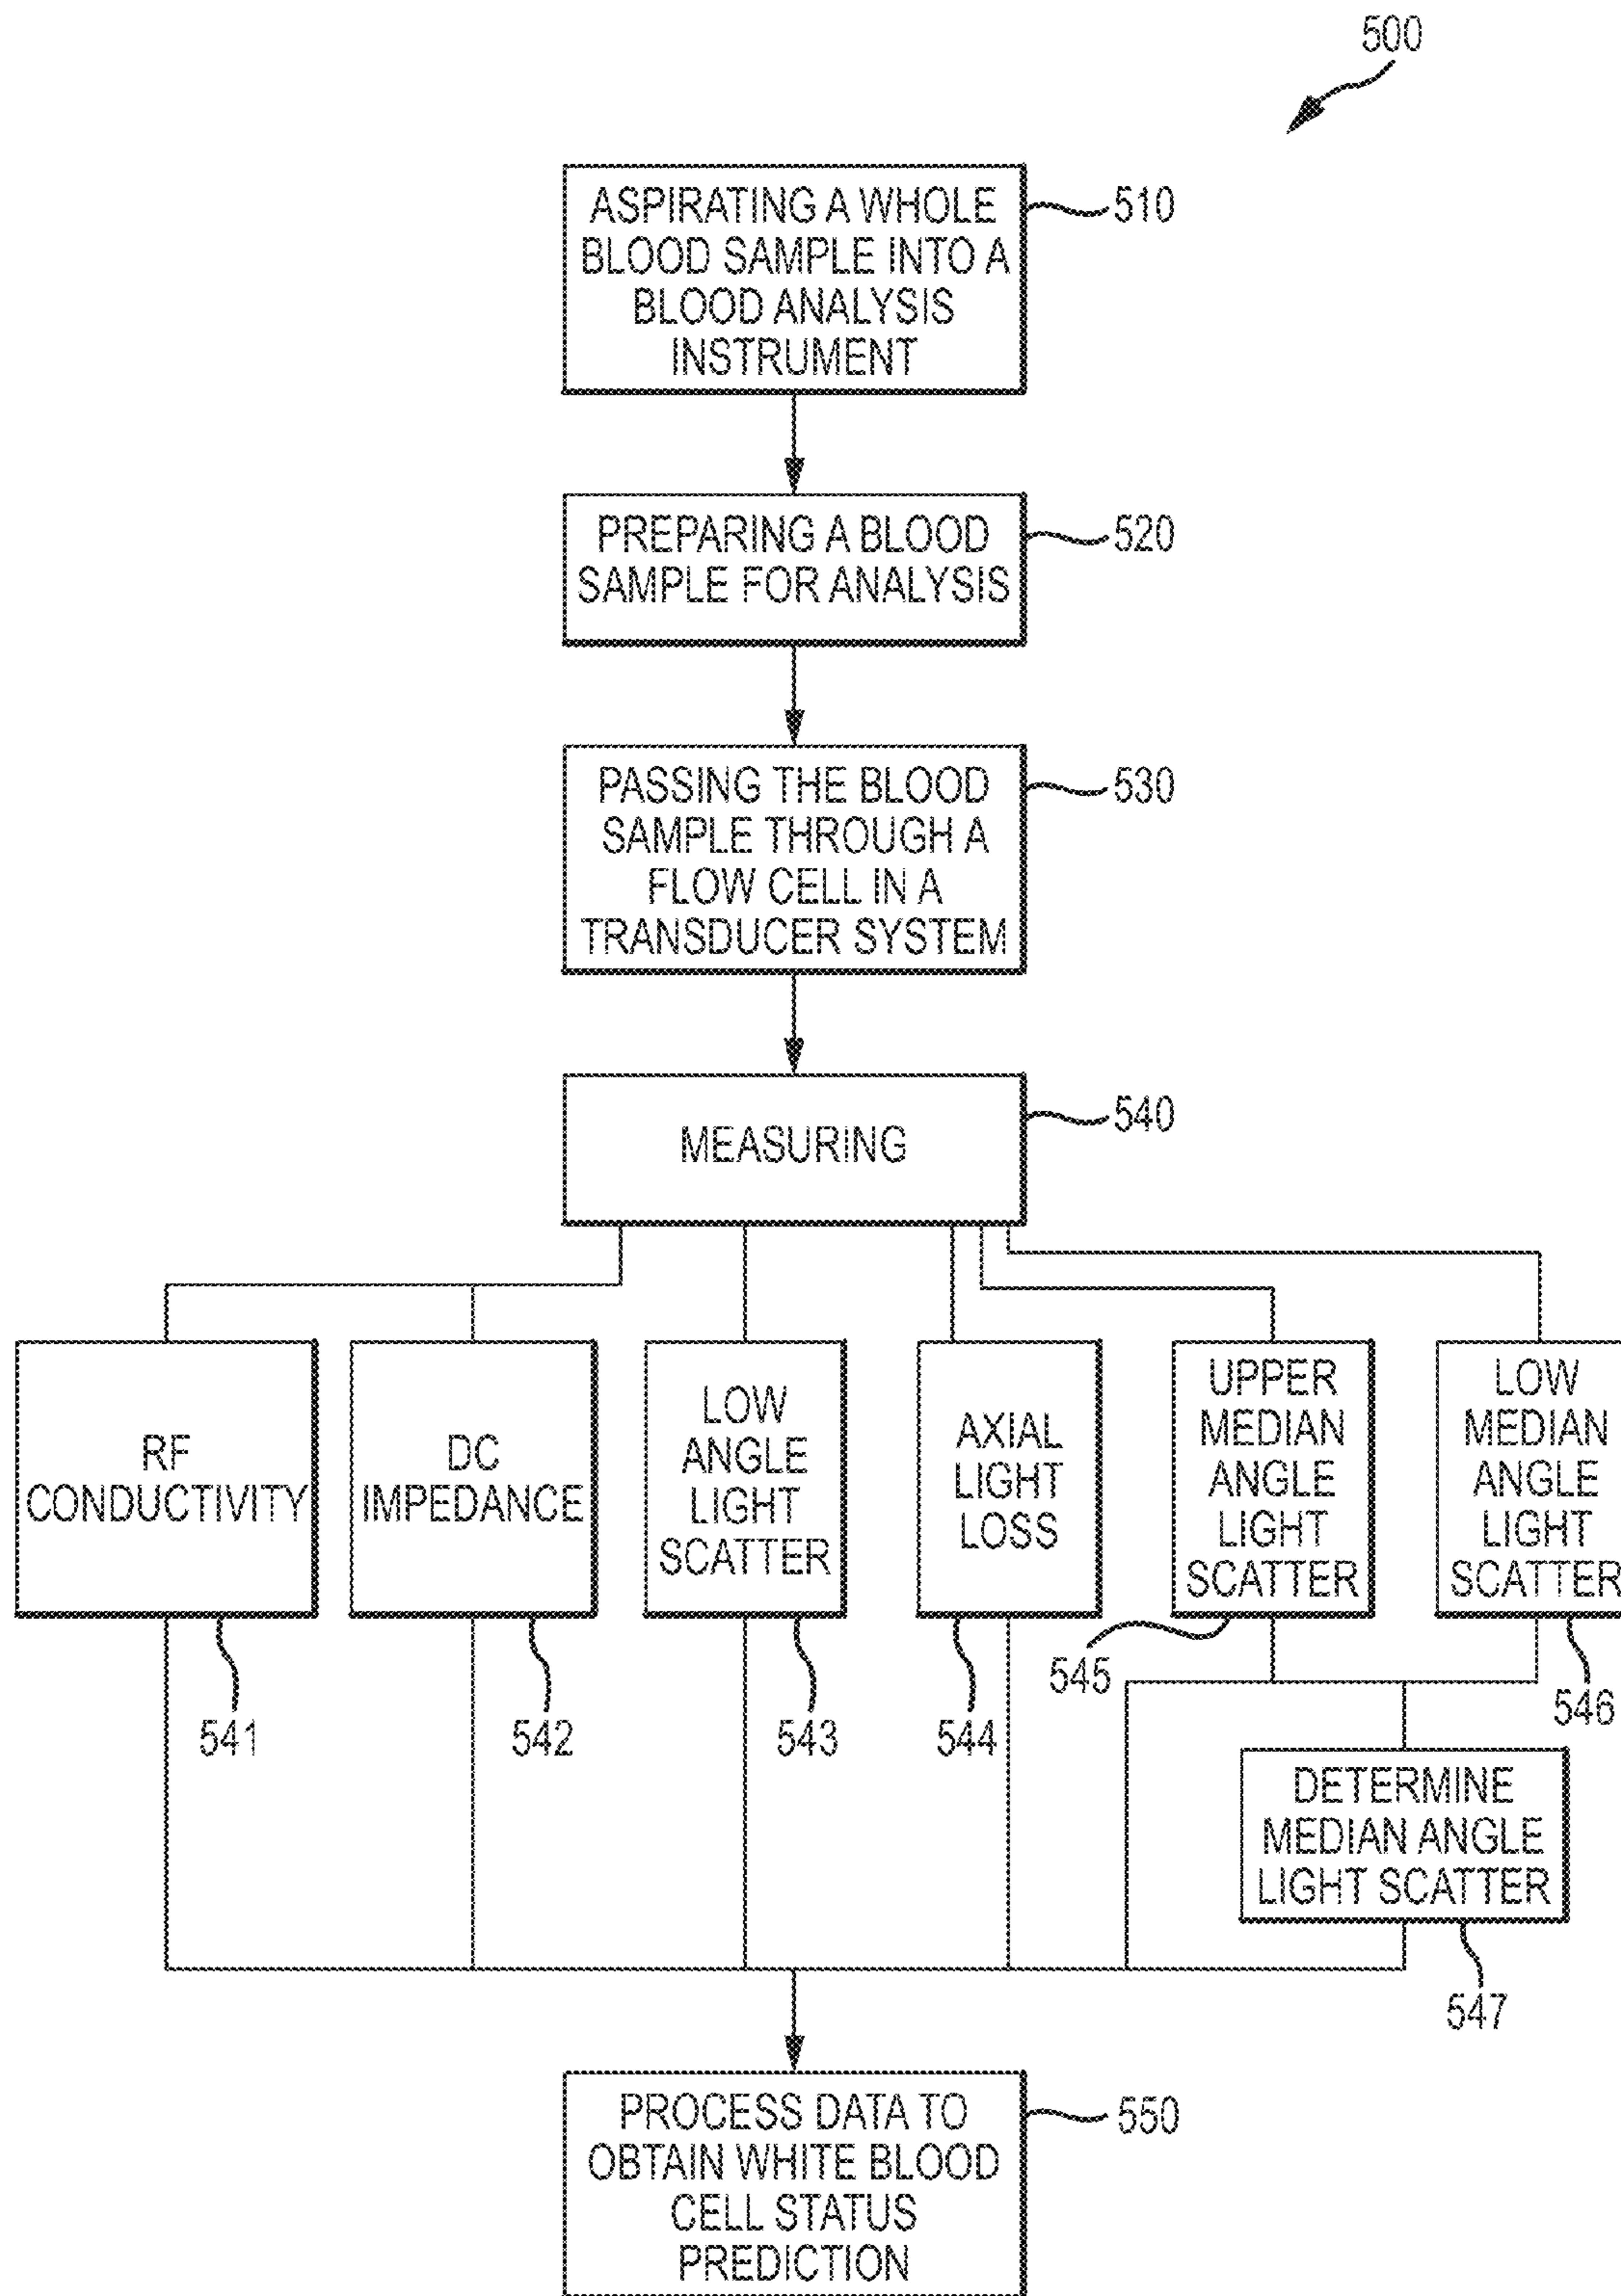 500
ASPIRATING A WHOLE
BLOOD SAMPLE INTO A
BLOOD ANALYSIS
INSTRUMENT
510
PREPARING A BLOOD
SAMPLE FOR ANALYSIS
520
PASSING THE BLOOD
SAMPLE THROUGH A
FLOW CELL IN A
TRANSDUCER SYSTEM
530
MEASURING
540
RF
CONDUCTIVITY
541
DC
IMPEDANCE
542
LOW
ANGLE
LIGHT
SCATTER
543
AXIAL
LIGHT
LOSS
544
UPPER
MEDIAN
ANGLE
LIGHT
SCATTER
545
LOW
MEDIAN
ANGLE
LIGHT
SCATTER
546
DETERMINE
MEDIAN ANGLE
LIGHT SCATTER
547
PROCESS DATA TO
OBTAIN WHITE BLOOD
CELL STATUS
PREDICTION
550